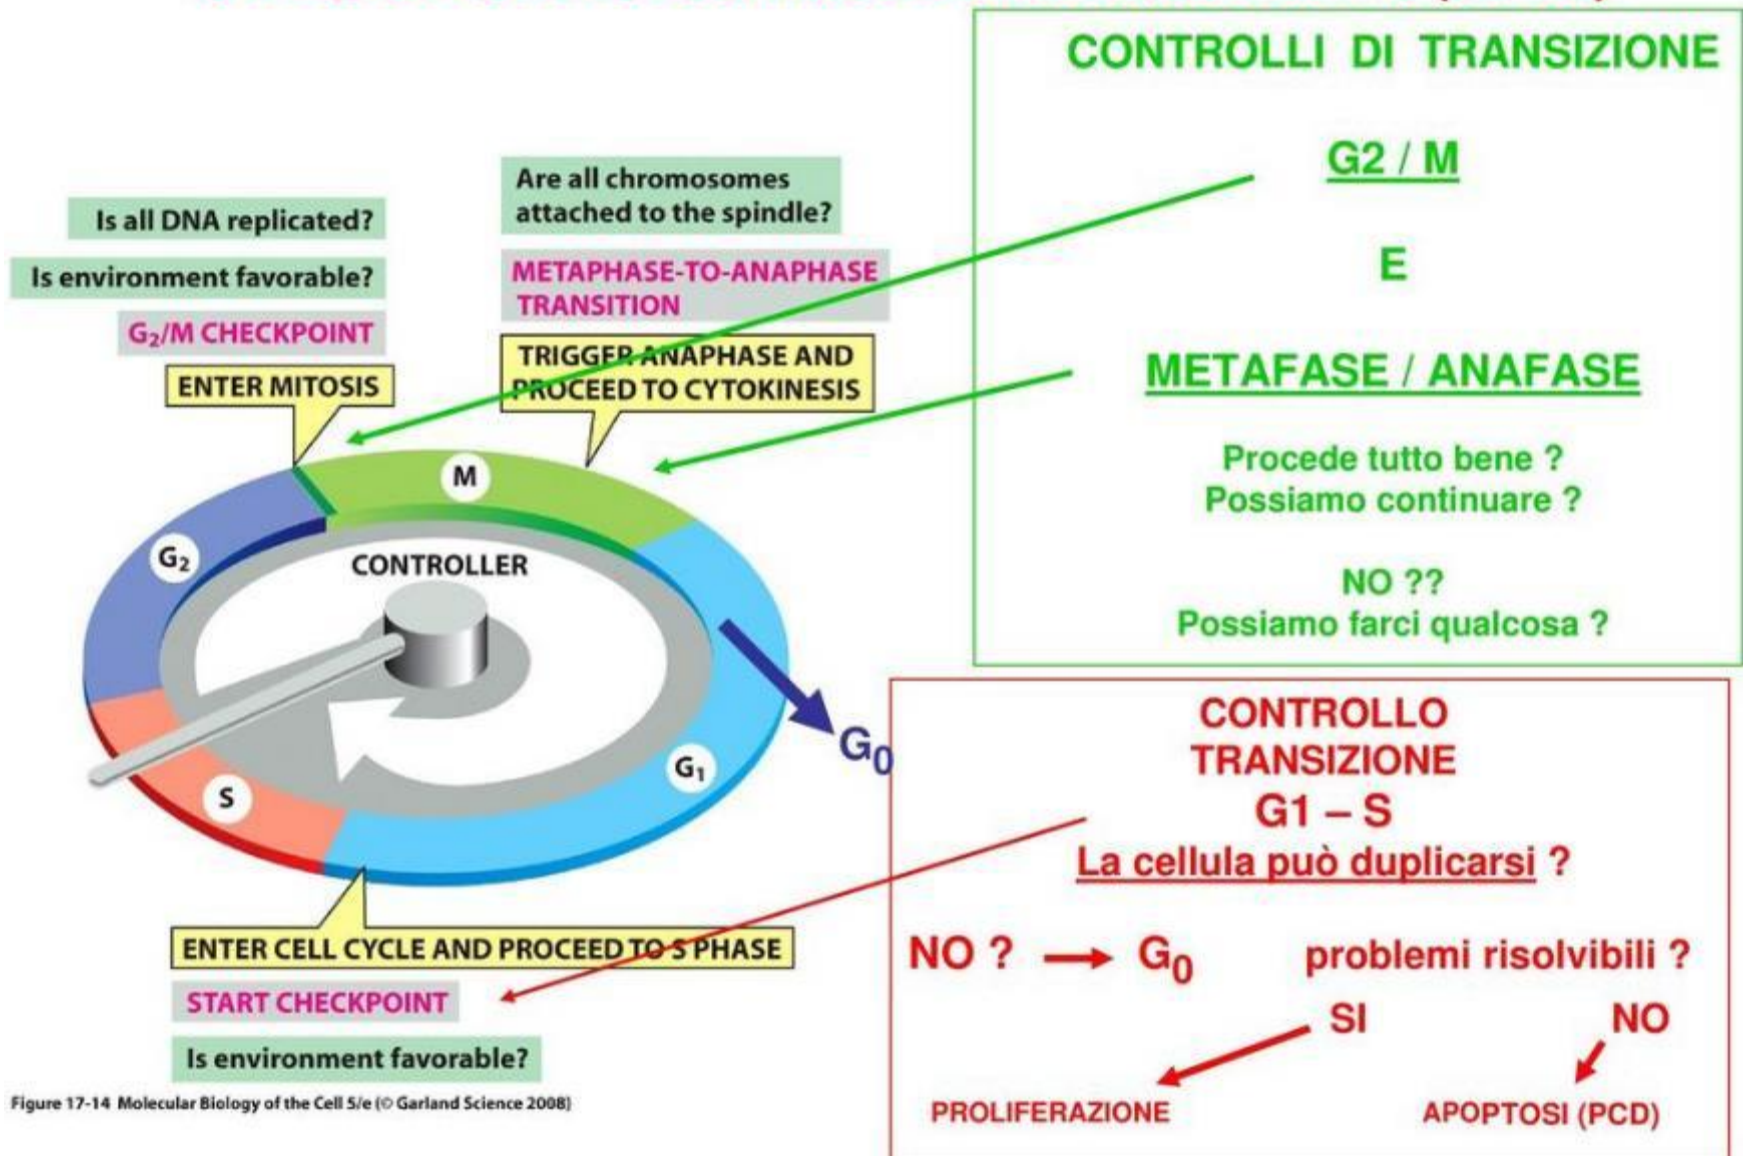 CONTROLLI DI TRANSIZIONE
G2 / M
E
METAFASE / ANAFASE
Procede tutto bene ?
Possiamo continuare ?
NO ??
Possiamo farci qualcosa ?
Is all DNA replicated?
Is environment favorable?
G₂/M CHECKPOINT
ENTER MITOSIS
Are all chromosomes
attached to the spindle?
METAPHASE-TO-ANAPHASE
TRANSITION
TRIGGER ANAPHASE AND
PROCEED TO CYTOKINESIS
M
G₂
CONTROLLER
G₀
G₁
S
ENTER CELL CYCLE AND PROCEED TO S PHASE
START CHECKPOINT
Is environment favorable?
CONTROLLO
TRANSIZIONE
G1 – S
La cellula può duplicarsi ?
NO ? G₀ problemi risolvibili ?
SI NO
PROLIFERAZIONE APOPTOSI (PCD)
Figure 17-14 Molecular Biology of the Cell 5/e (© Garland Science 2008)